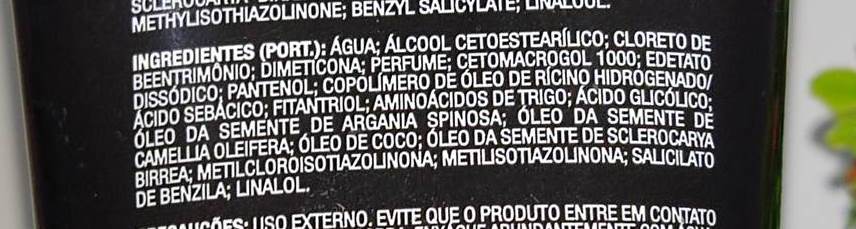 METHYLISOTHIAZOLINONE; BENZYL SALICYLATE; LINALOOL.
INGREDIENTES (PORT.): ÁGUA; ÁLCOOL CETOESTEARÍLICO; CLORETO DE
BEENTRIMÔNIO; DIMETICONA; PERFUME; CETOMACROGOL 1000; EDETATO
DISSÓDICO; PANTENOL; COPOLÍMERO DE ÓLEO DE RÍCINO HIDROGENADO/
ÁCIDO SEBÁCICO; FITANTRIOL; AMINOÁCIDOS DE TRIGO; ÁCIDO GLICÓLICO;
ÓLEO DA SEMENTE DE ARGANIA SPINOSA; ÓLEO DA SEMENTE DE
CAMELLIA OLEIFERA; ÓLEO DE COCO; ÓLEO DA SEMENTE DE SCLEROCARYA
BIRREA; METILCLOROISOTIAZOLINONA; METILISOTIAZOLINONA; SALICILATO
DE BENZILA; LINALOL.
PRECAUÇÕES: USO EXTERNO. EVITE QUE O PRODUTO ENTRE EM CONTATO